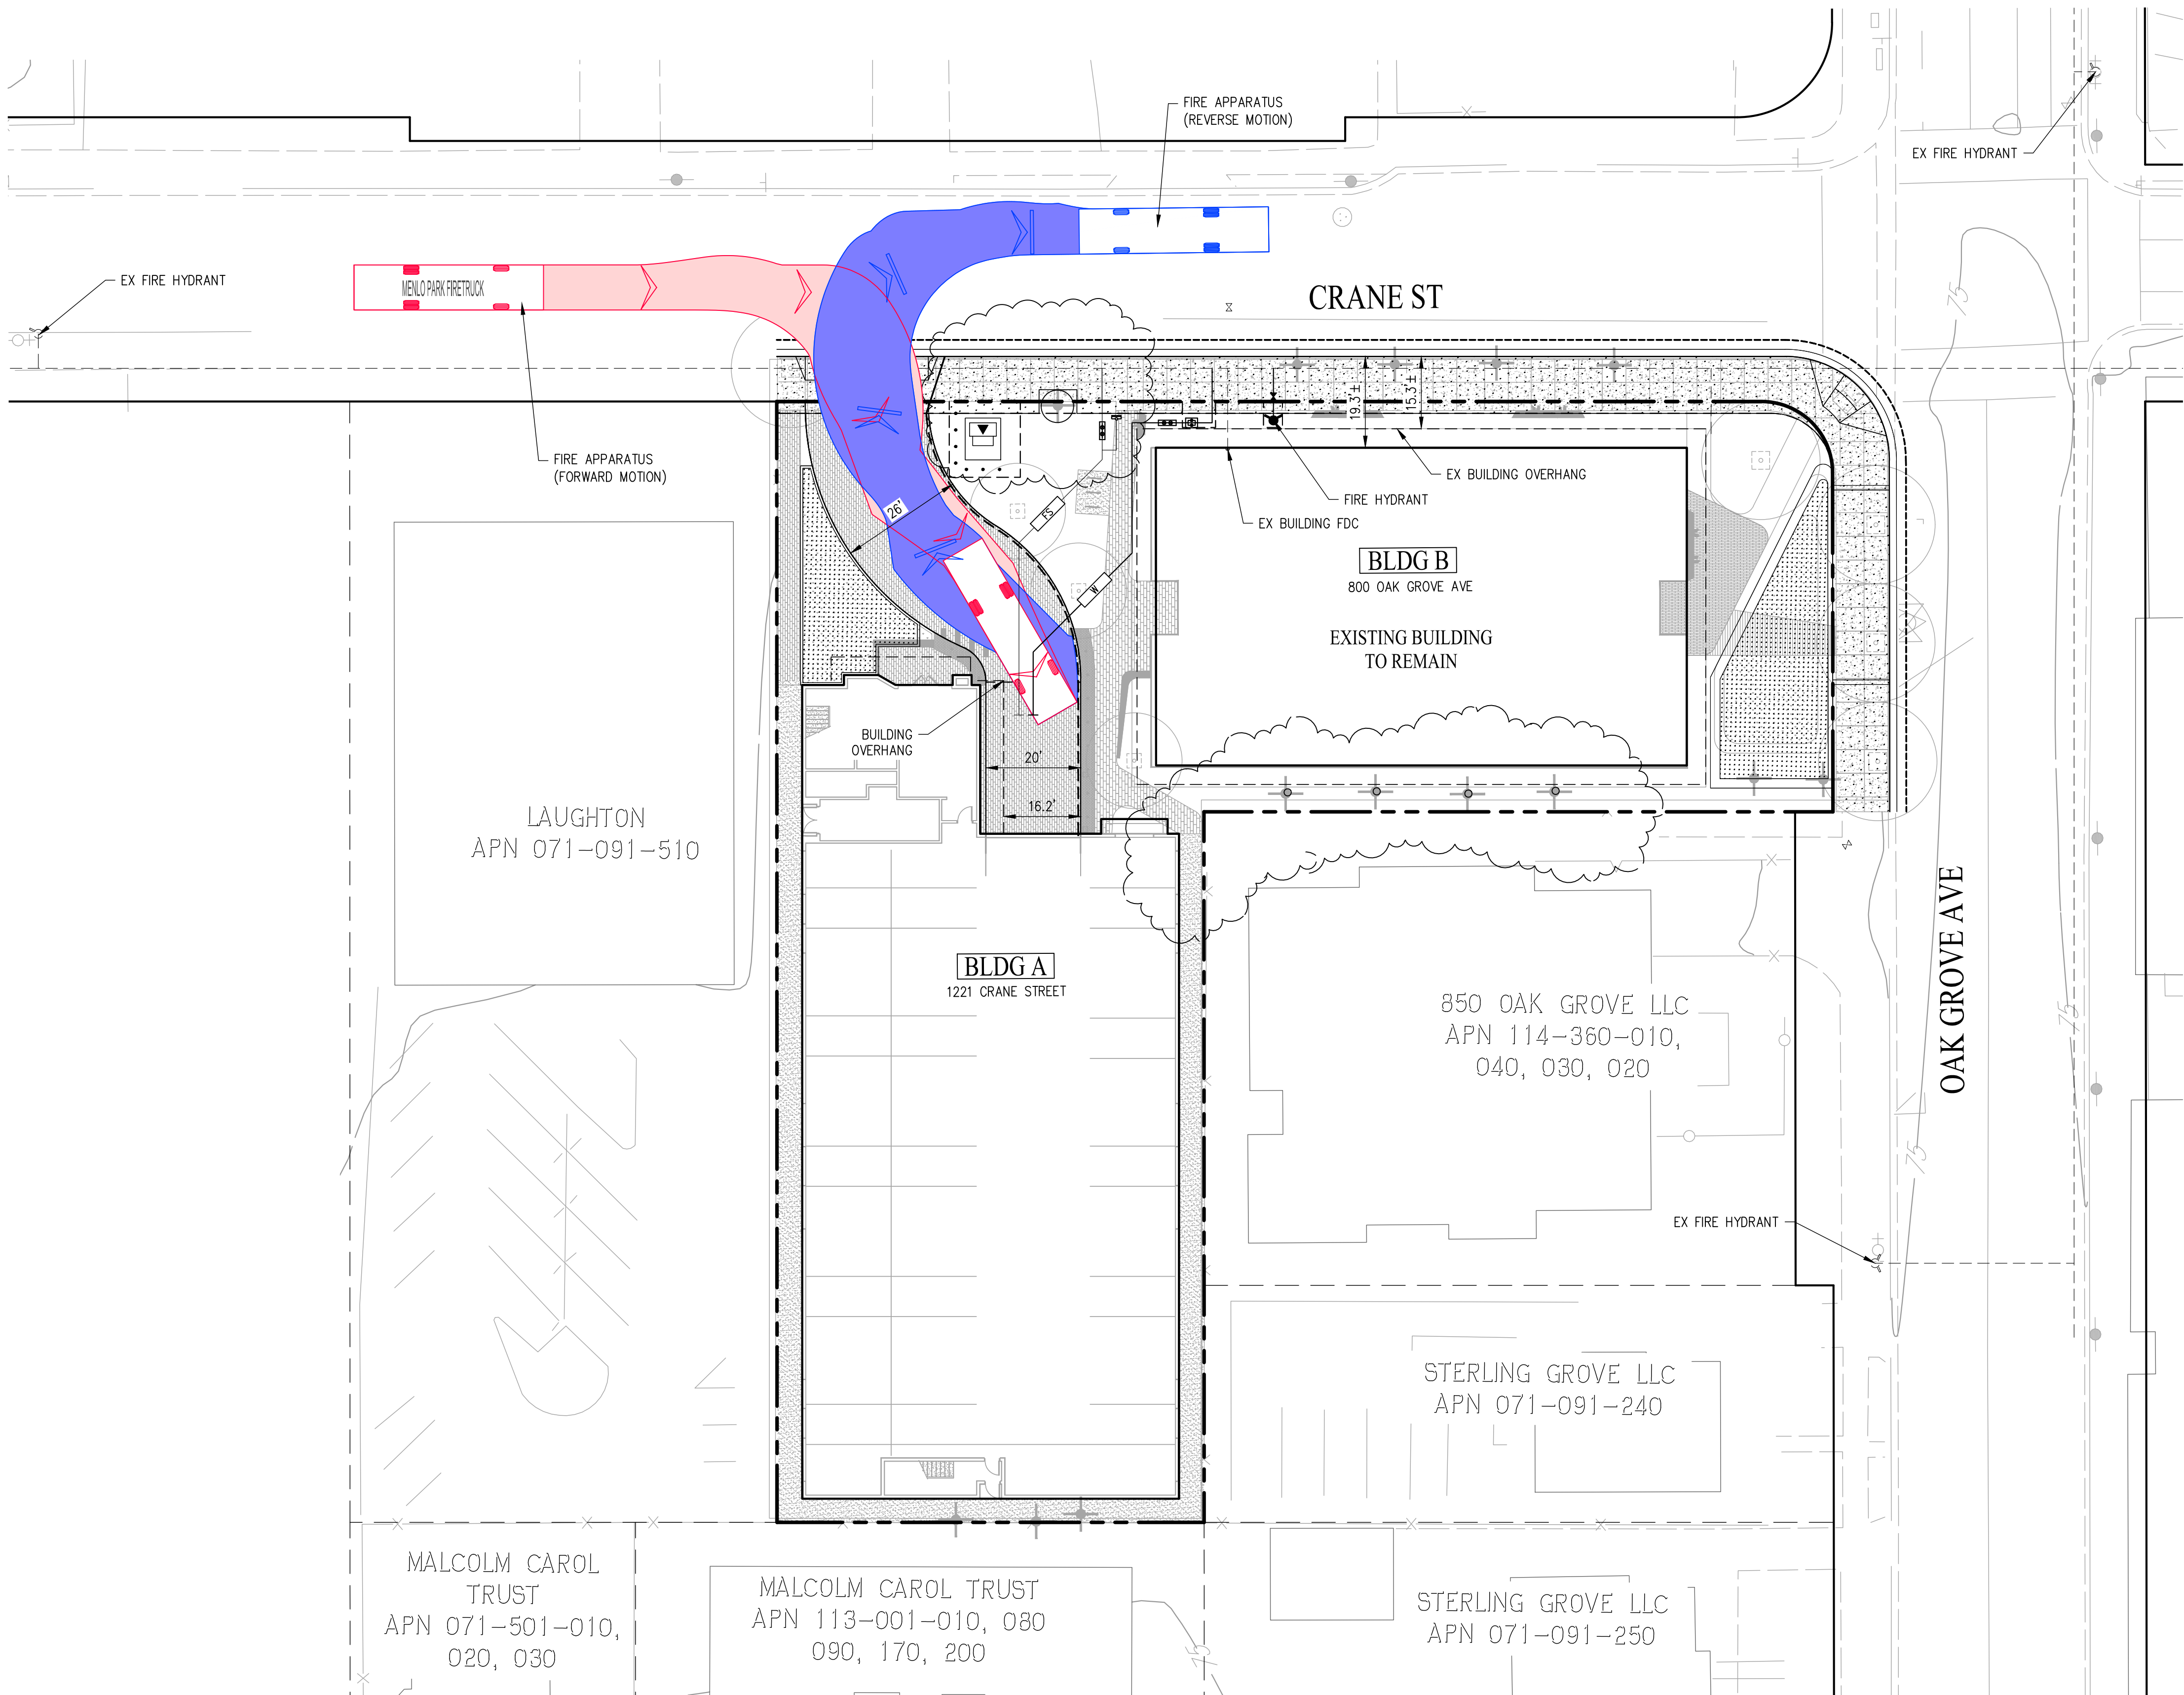 FIRE APPARATUS
(REVERSE MOTION)
EX FIRE HYDRANT
EX FIRE HYDRANT
MENLO PARK FIRETRUCK
CRANE ST
75
FIRE APPARATUS
(FORWARD MOTION)
19.3'±
15.3'±
EX BUILDING OVERHANG
FIRE HYDRANT
EX BUILDING FDC
26'
FS
W
BLDG B
800 OAK GROVE AVE
EXISTING BUILDING
TO REMAIN
BUILDING
OVERHANG
20'
16.2'
LAUGHTON
APN 071-091-510
BLDG A
1221 CRANE STREET
850 OAK GROVE LLC
APN 114-360-010,
040, 030, 020
OAK GROVE AVE
75
75
EX FIRE HYDRANT
STERLING GROVE LLC
APN 071-091-240
MALCOLM CAROL
TRUST
APN 071-501-010,
020, 030
MALCOLM CAROL TRUST
APN 113-001-010, 080
090, 170, 200
STERLING GROVE LLC
APN 071-091-250